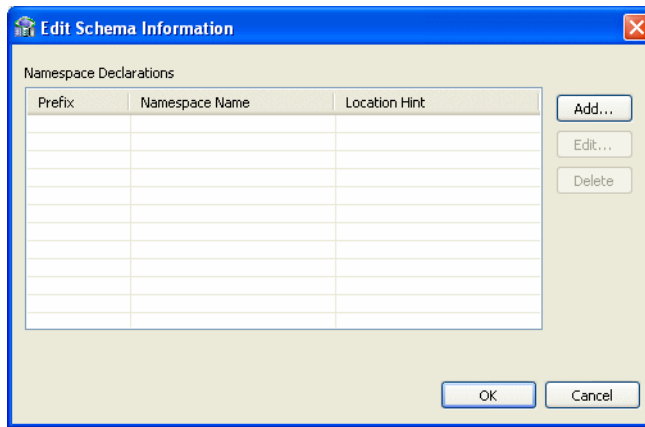 Edit Schema Information
Namespace Declarations
Prefix Namespace Name Location Hint
Add...
Edit...
Delete
OK Cancel